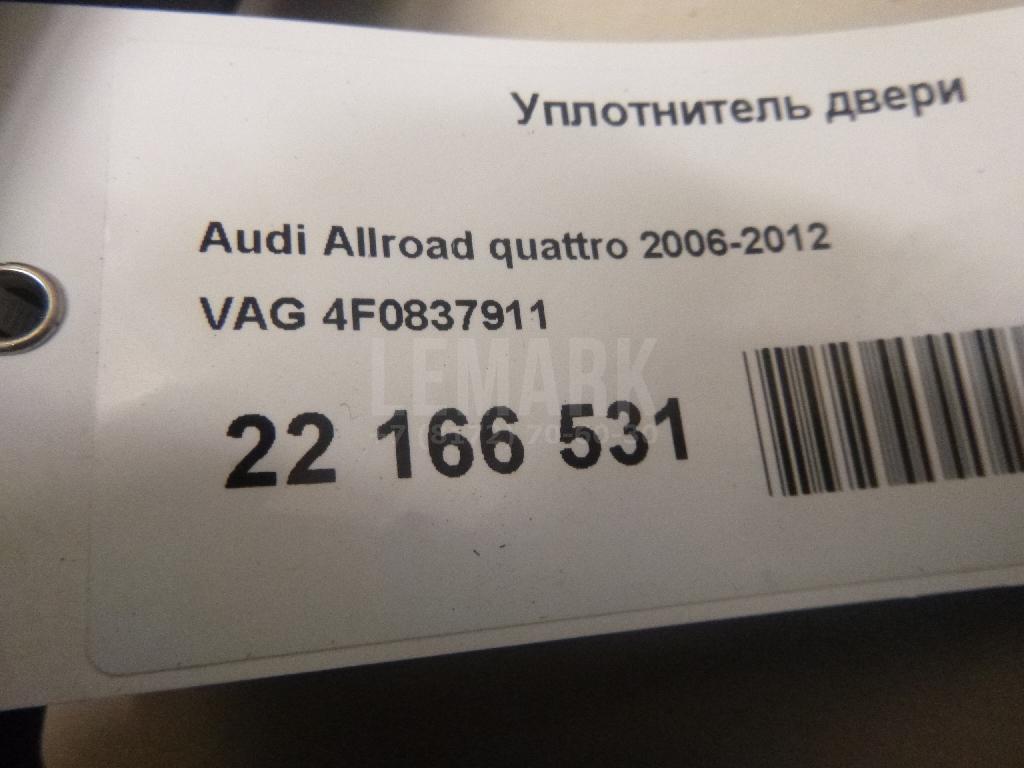 Уплотнитель двери
Audi Allroad quattro 2006-2012
VAG 4F0837911
LEMARK
22 166 531